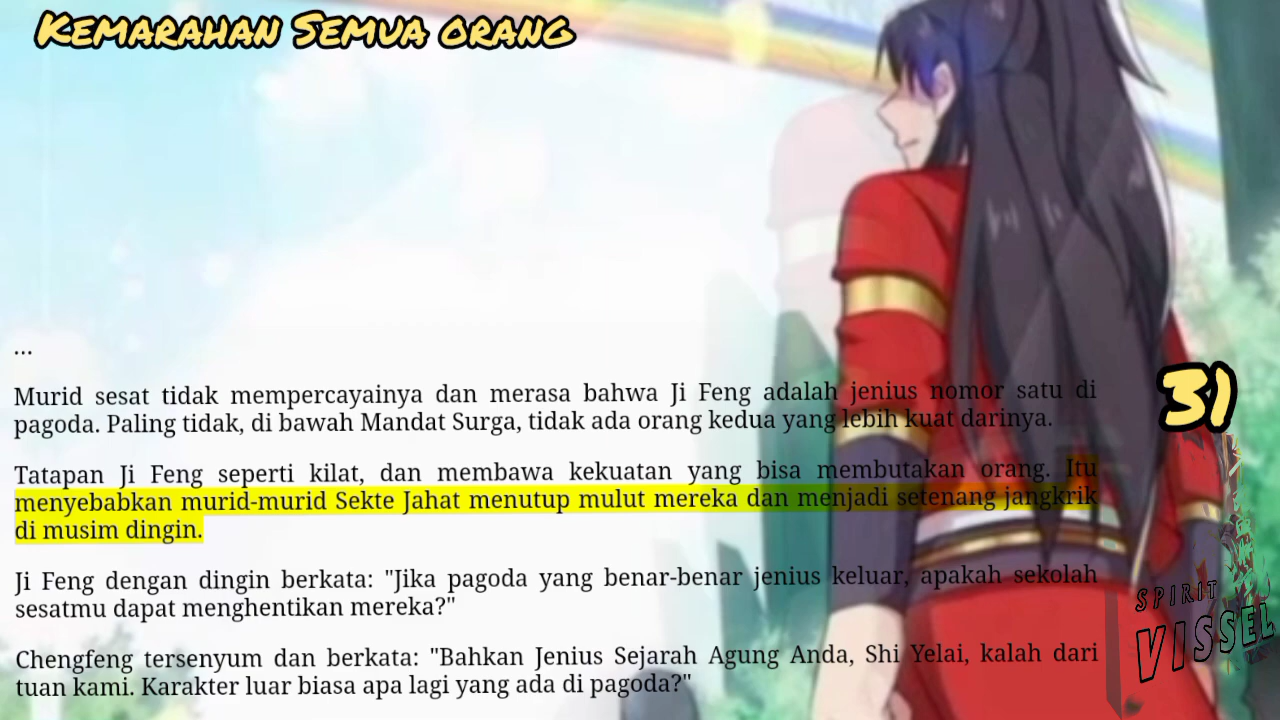 Kemarahan Semua orang
...
Murid sesat tidak mempercayainya dan merasa bahwa Ji Feng adalah jenius nomor satu di
pagoda. Paling tidak, di bawah Mandat Surga, tidak ada orang kedua yang lebih kuat darinya.
Tatapan Ji Feng seperti kilat, dan membawa kekuatan yang bisa membutakan orang. Itu
menyebabkan murid-murid Sekte Jahat menutup mulut mereka dan menjadi setenang jangkrik
di musim dingin.
Ji Feng dengan dingin berkata: "Jika pagoda yang benar-benar jenius keluar, apakah sekolah
sesatmu dapat menghentikan mereka?"
Chengfeng tersenyum dan berkata: "Bahkan Jenius Sejarah Agung Anda, Shi Yelai, kalah dari
tuan kami. Karakter luar biasa apa lagi yang ada di pagoda?"
31
SPIRIT
VISSEL